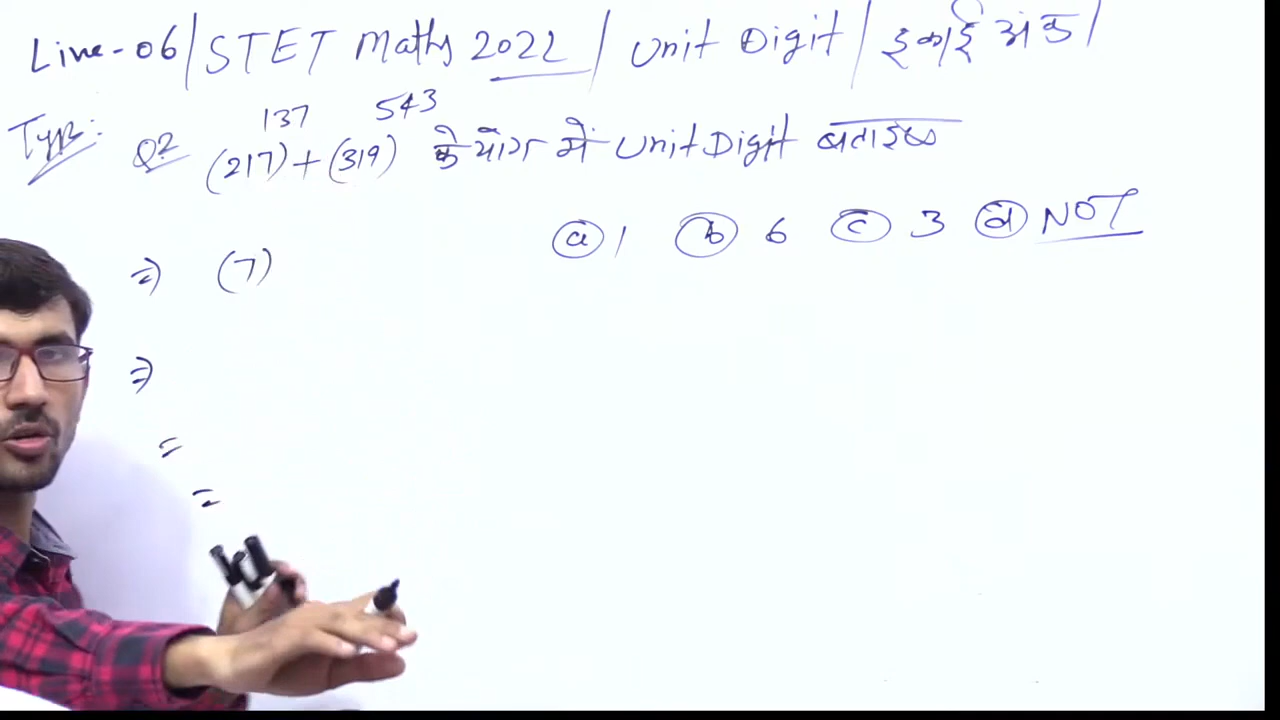 Live-06/STET Maths 2022/Unit Digit/इकाई अंक/
Type: Q2 (217)^137 + (319)^543 के योग में Unit Digit बताइए
(a) 1 (b) 6 (c) 3 (d) NOT
⇒ (7)
⇒
=
=